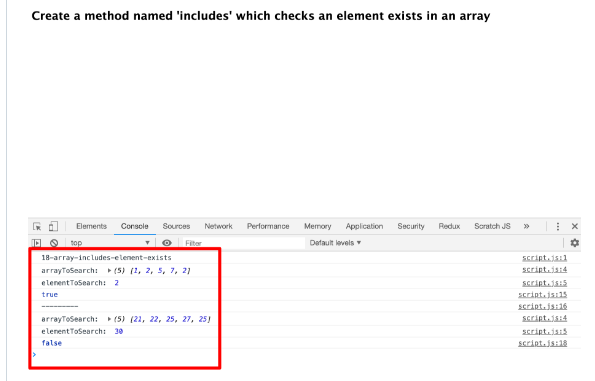 Create a method named 'includes' which checks an element exists in an array
Elements Console Sources Network Performance Memory Application Security Redux Scratch JS »
top Filter Default levels ▼
18-array-includes-element-exists script.js:1
arrayToSearch: ▶ (5) [1, 2, 5, 7, 2] script.js:4
elementToSearch: 2 script.js:5
true script.js:15
--------- script.js:16
arrayToSearch: ▶ (5) [21, 22, 25, 27, 25] script.js:4
elementToSearch: 30 script.js:5
false script.js:18
>